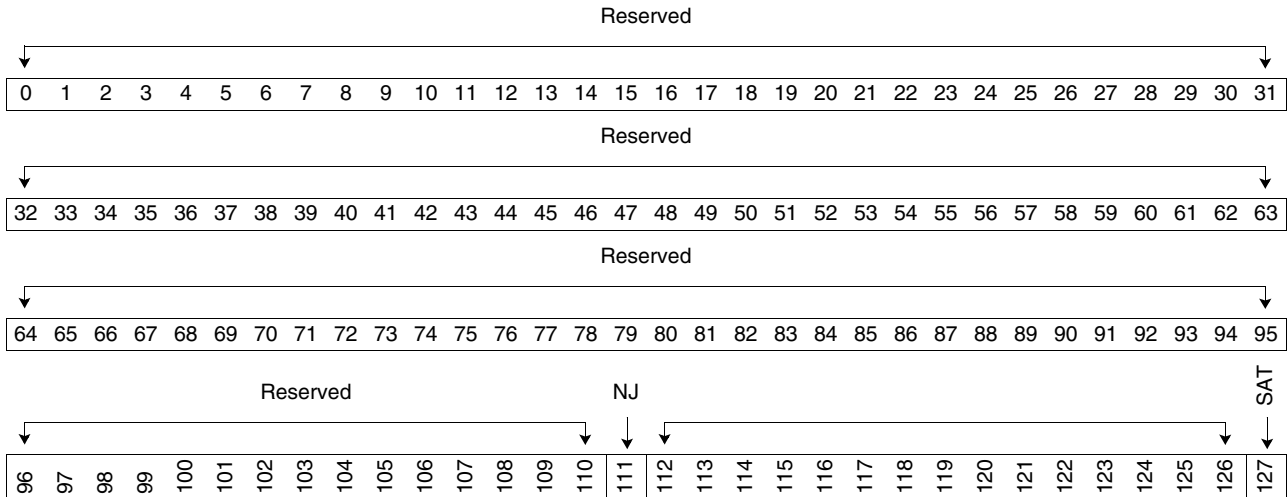 Reserved
0 1 2 3 4 5 6 7 8 9 10 11 12 13 14 15 16 17 18 19 20 21 22 23 24 25 26 27 28 29 30 31
Reserved
32 33 34 35 36 37 38 39 40 41 42 43 44 45 46 47 48 49 50 51 52 53 54 55 56 57 58 59 60 61 62 63
Reserved
64 65 66 67 68 69 70 71 72 73 74 75 76 77 78 79 80 81 82 83 84 85 86 87 88 89 90 91 92 93 94 95
Reserved NJ SAT
96 97 98 99 100 101 102 103 104 105 106 107 108 109 110 111 112 113 114 115 116 117 118 119 120 121 122 123 124 125 126 127